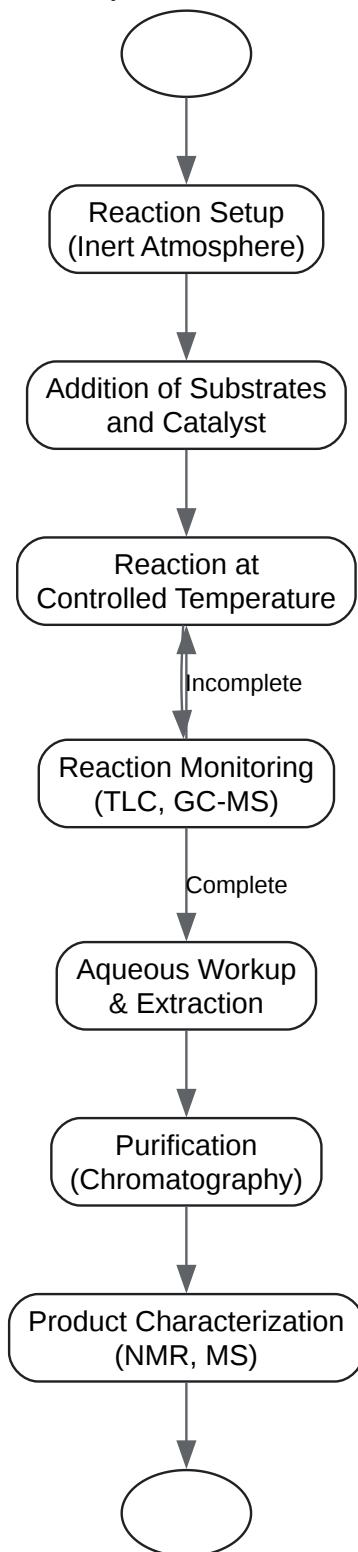 Reaction Setup
(Inert Atmosphere)
Addition of Substrates
and Catalyst
Reaction at
Controlled Temperature
Incomplete
Reaction Monitoring
(TLC, GC-MS)
Complete
Aqueous Workup
& Extraction
Purification
(Chromatography)
Product Characterization
(NMR, MS)